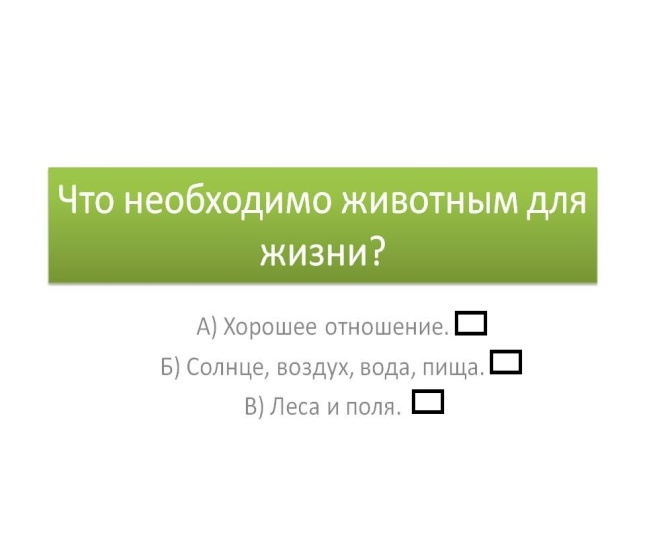 Что необходимо животным для
жизни?
А) Хорошее отношение.
Б) Солнце, воздух, вода, пища.
В) Леса и поля.